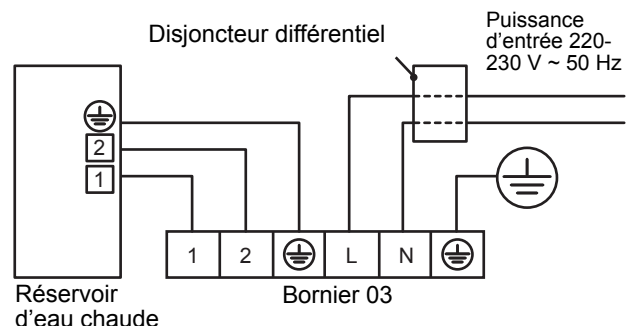 Disjoncteur différentiel
Puissance
d'entrée 220-
230 V ~ 50 Hz
2
1
1 2 L N
Réservoir
d'eau chaude
Bornier 03